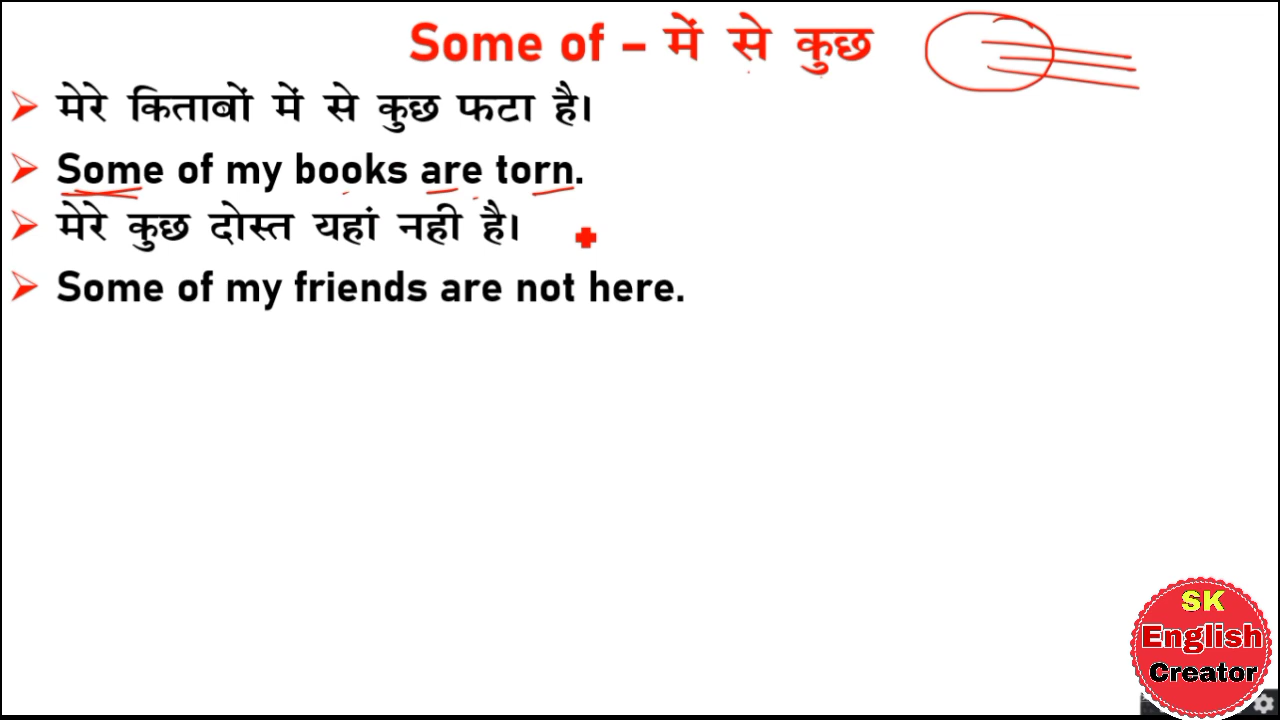 Some of – में से कुछ
मेरे किताबों में से कुछ फटा है।
Some of my books are torn.
मेरे कुछ दोस्त यहां नही है।
Some of my friends are not here.
SK
English
Creator